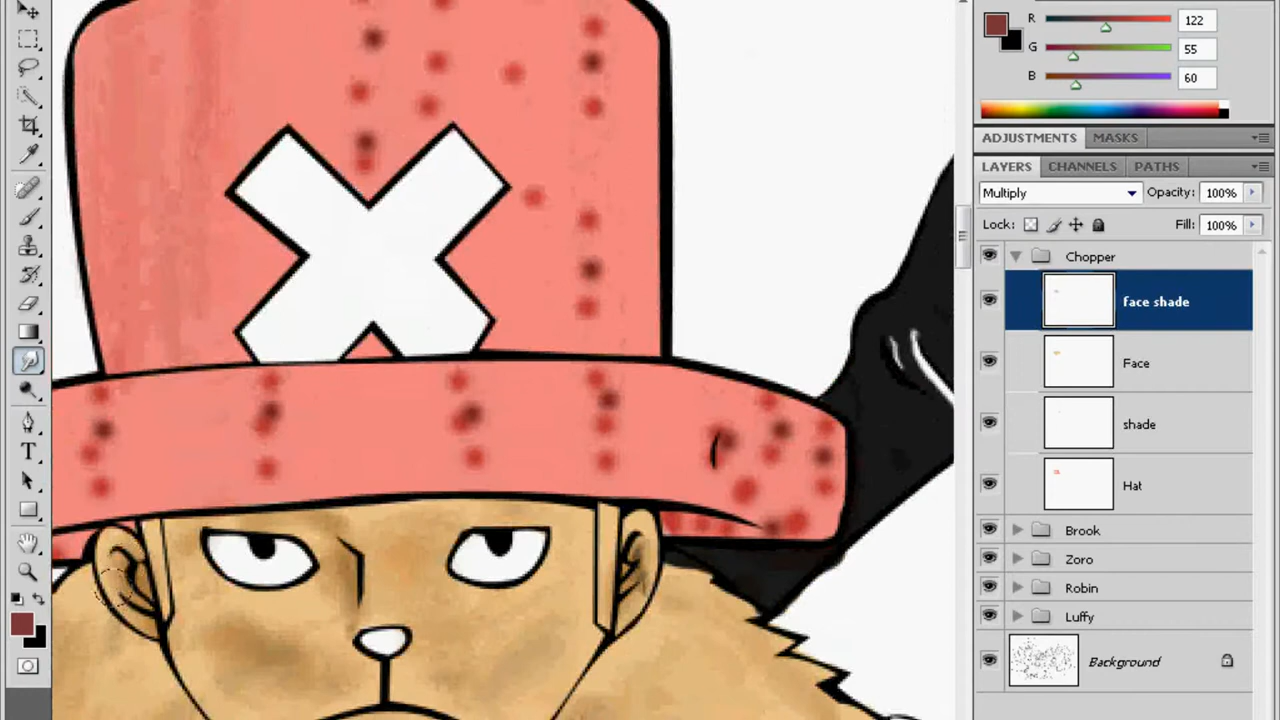 R 122
G 55
B 60
ADJUSTMENTS MASKS
LAYERS CHANNELS PATHS
Multiply Opacity: 100%
Lock: Fill: 100%
Chopper
face shade
Face
shade
Hat
Brook
Zoro
Robin
Luffy
Background
T